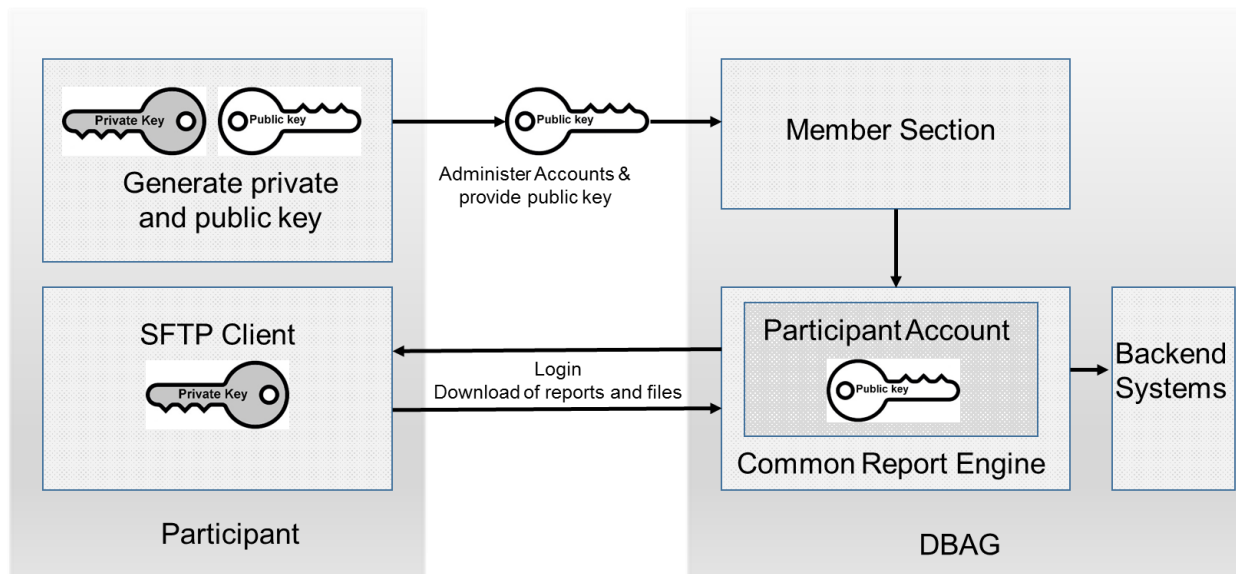 Private Key
Public key
Generate private
and public key
Public key
Administer Accounts &
provide public key
Member Section
SFTP Client
Private Key
Login
Download of reports and files
Participant Account
Public key
Common Report Engine
Backend
Systems
Participant
DBAG